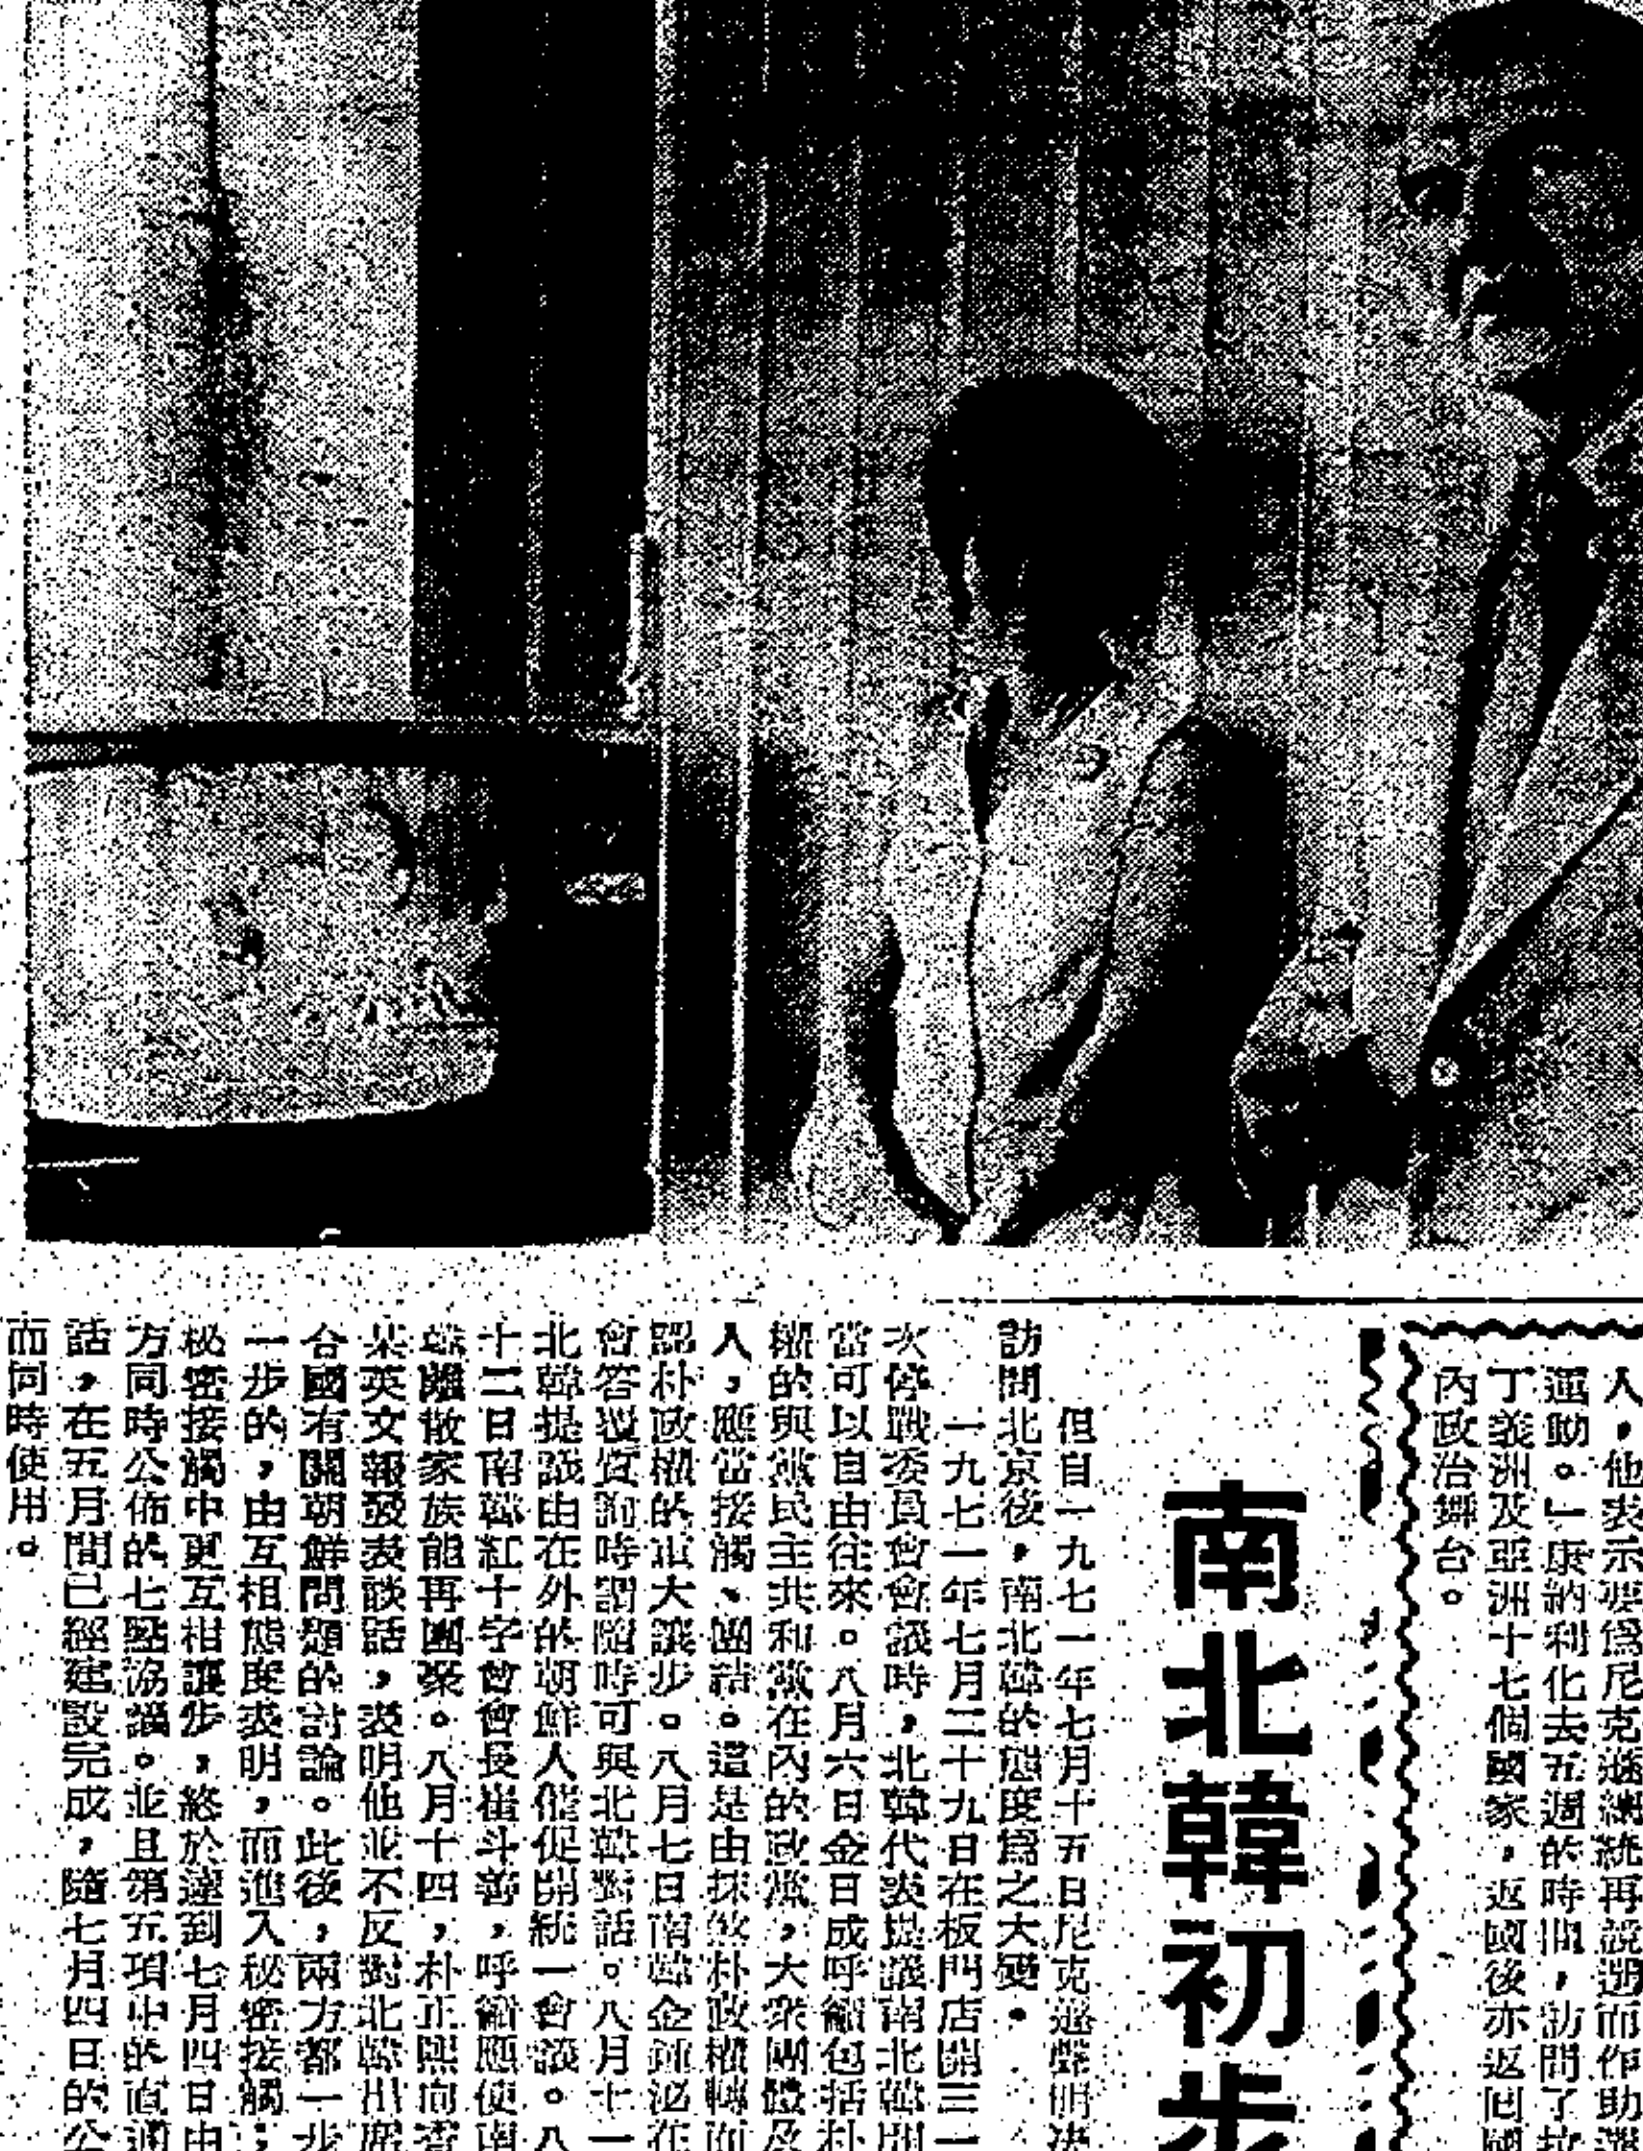 人，他表示要爲尼克遜總統再說選而作助選
運動。」康納利化去五週的時間，訪問了拉
丁義洲及亞洲十七個國家，返國後亦返回國
內政治舞台。
南北韓初步
但自一九七一年七月十五日尼克遜聲明決
訪問北京後，南北韓的態度爲之大變。
一九七一年七月二十九日在板門店開三一
次停戰委員會會議時，北韓代表提議南北韓間
當可以自由往來。八月六日金日成呼籲包括朴
權的與黨民主共和黨在內的政黨，大衆團體及
人，應當接觸、團結。這是由抹煞朴政權轉而
認朴政權的重大讓步。八月七日南韓金鍾泌在
會答覆質詢時謂隨時可與北韓對話。八月十一
北韓提議由在外的朝鮮人催促開統一會議。八
十二日南韓紅十字會會長崔斗善，呼籲應使南
韓離散家族能再團聚。八月十四，朴正熙向
某英文報發表談話，表明他並不反對北韓出席
合國有關朝鮮問題的討論。此後，兩方都一步
一步的，由互相態度表明，而進入秘密接觸；
秘密接觸中更互相讓步，終於達到七月四日由
方同時公佈的七點協議。並且第五項中的直通
話，在五月間已經建設完成，隨七月四日的公
而同時使用。